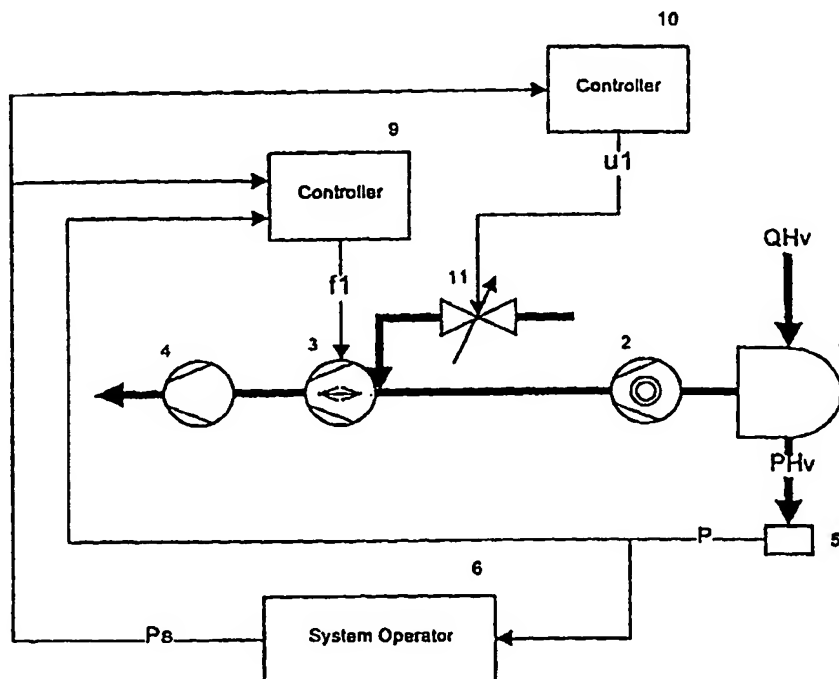 10
Controller
9
u1
Controller
QHv
11
f1
4
3
2
PHv
P
5
6
Ps
System Operator